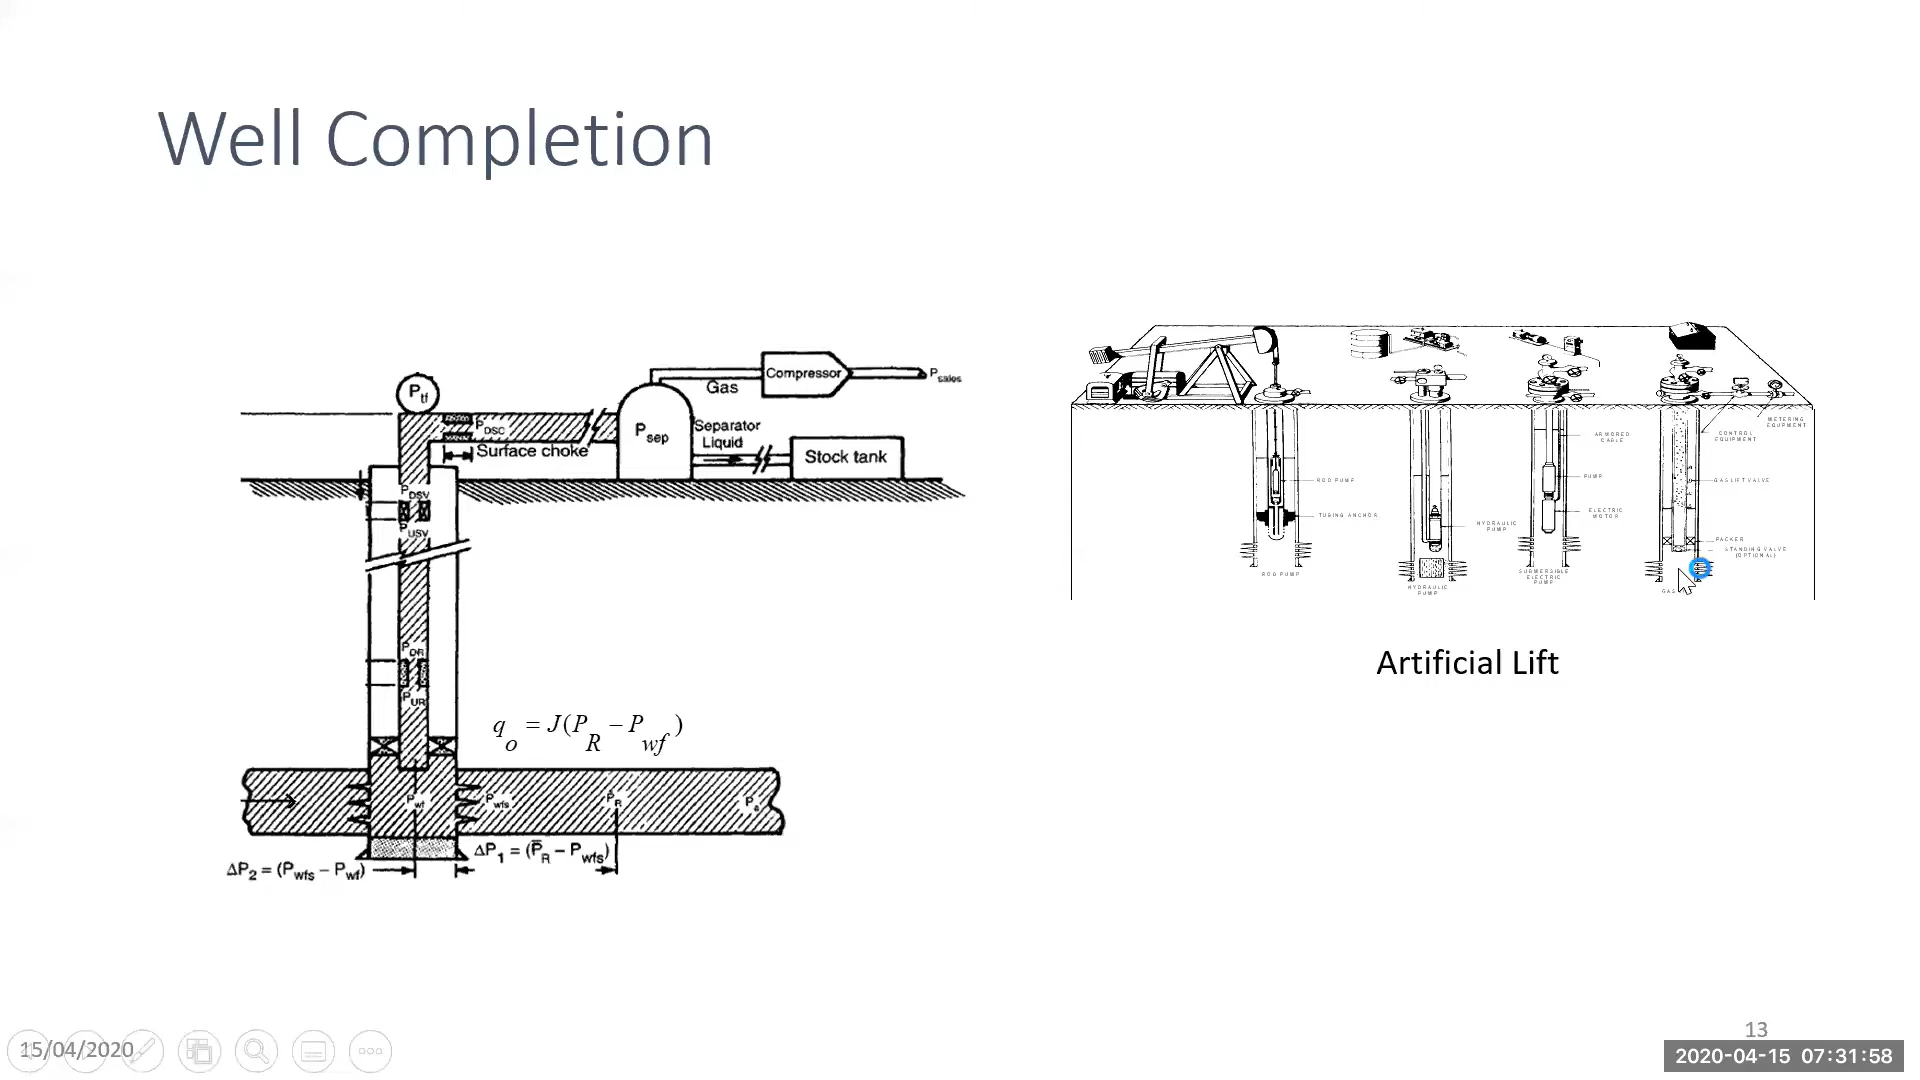 Well Completion
Ptf
PDSC
Surface choke
Psep
Gas
Compressor
Psales
Separator
Liquid
Stock tank
PDSV
PUSV
PDR
PUR
qo = J(PR − Pwf)
Pwf
Pwfs
P̅R
Pe
ΔP1 = (P̅R − Pwfs)
ΔP2 = (Pwfs − Pwf)
ROD PUMP
TUBING ANCHOR
ROD PUMP
HYDRAULIC
PUMP
HYDRAULIC
PUMP
ARMORED
CABLE
PUMP
ELECTRIC
MOTOR
SUBMERSIBLE
ELECTRIC
PUMP
METERING
EQUIPMENT
CONTROL
EQUIPMENT
GAS LIFT VALVE
PACKER
STANDING VALVE
(OPTIONAL)
GAS
Artificial Lift
15/04/2020
13
2020-04-15 07:31:58